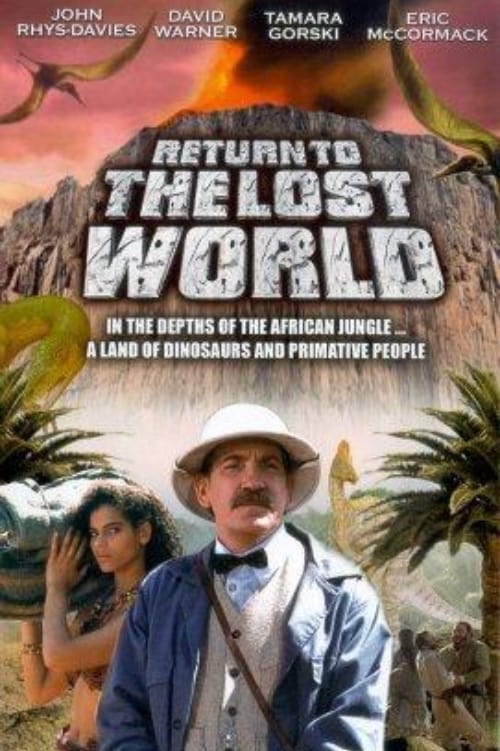 JOHN RHYS-DAVIES
DAVID WARNER
TAMARA GORSKI
ERIC McCORMACK
RETURN TO
THE LOST
WORLD
IN THE DEPTHS OF THE AFRICAN JUNGLE...
A LAND OF DINOSAURS AND PRIMATIVE PEOPLE